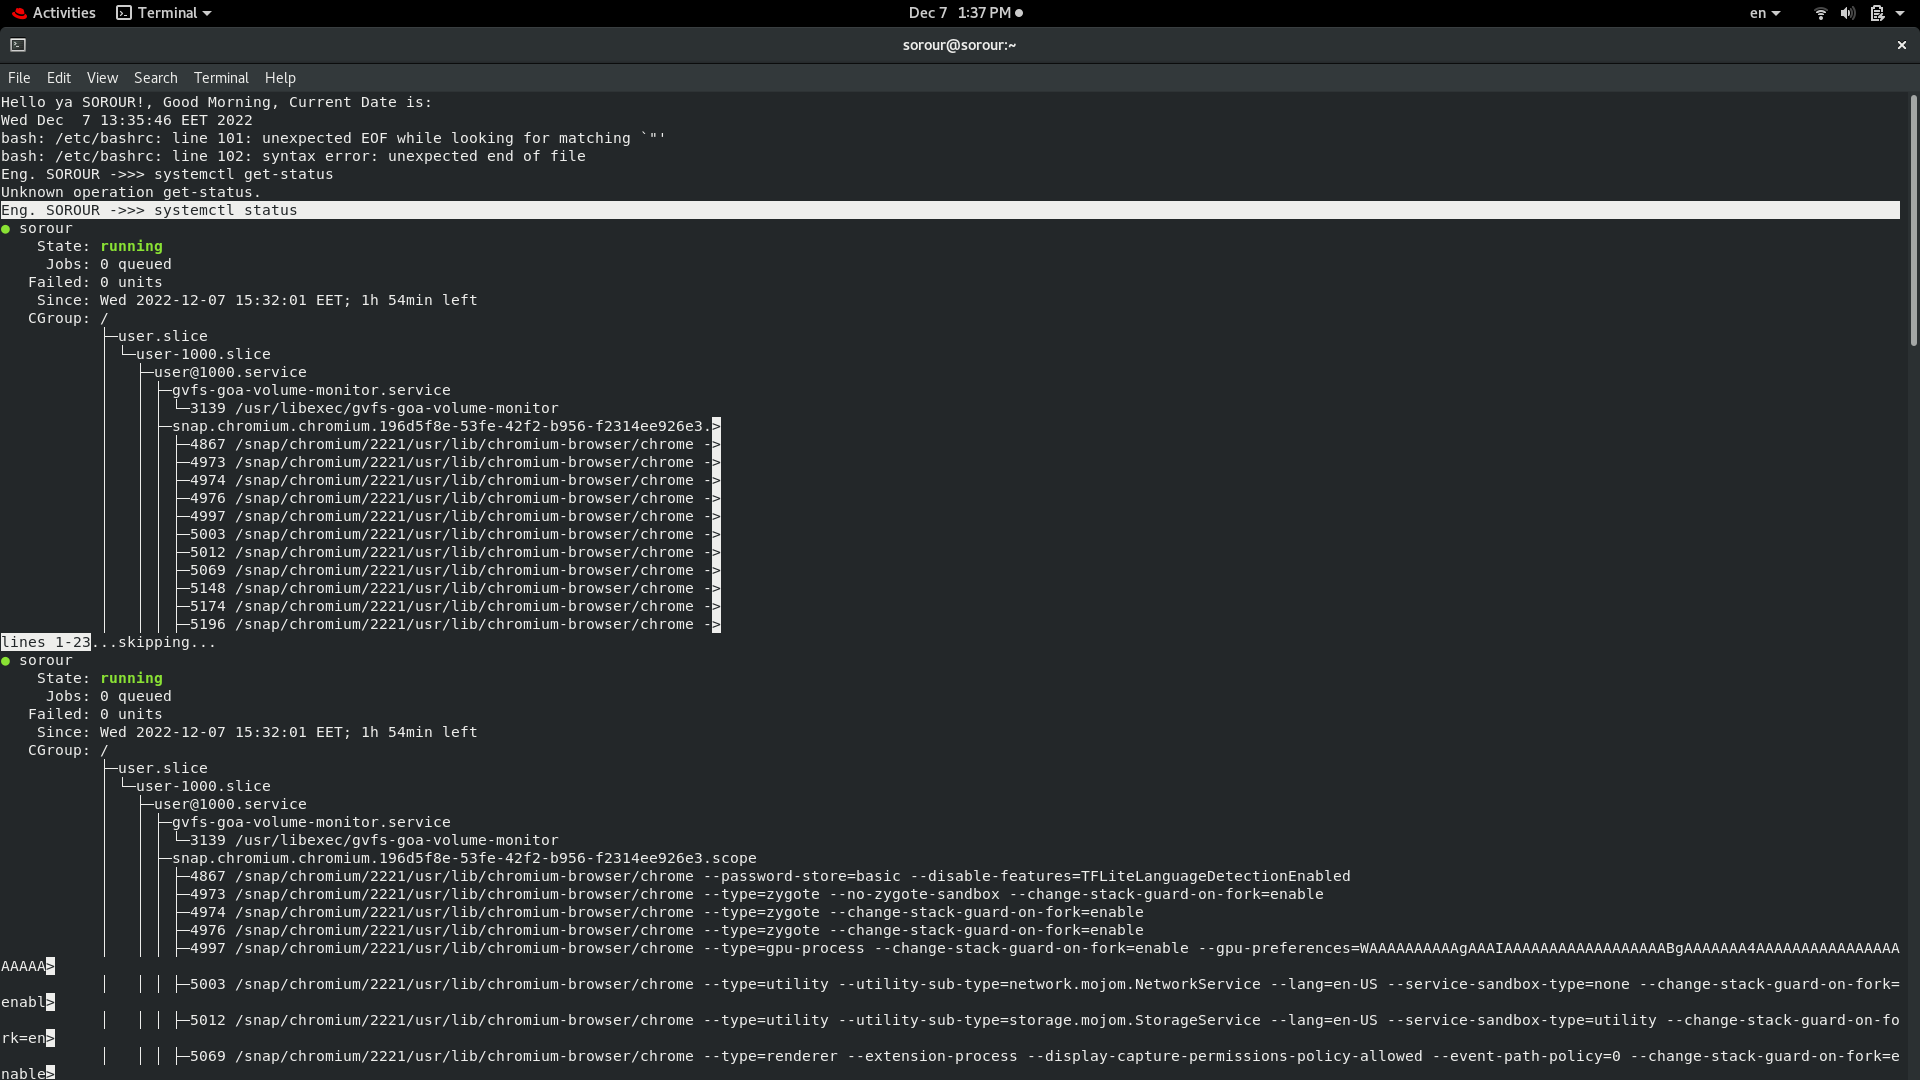 Activities Terminal Dec 7 1:37 PM en
sorour@sorour:~
File Edit View Search Terminal Help
Hello ya SOROUR!, Good Morning, Current Date is:
Wed Dec  7 13:35:46 EET 2022
bash: /etc/bashrc: line 101: unexpected EOF while looking for matching `"'
bash: /etc/bashrc: line 102: syntax error: unexpected end of file
Eng. SOROUR ->>> systemctl get-status
Unknown operation get-status.
Eng. SOROUR ->>> systemctl status
● sorour
    State: running
     Jobs: 0 queued
   Failed: 0 units
    Since: Wed 2022-12-07 15:32:01 EET; 1h 54min left
   CGroup: /
           ├─user.slice
           │ └─user-1000.slice
           │   ├─user@1000.service
           │   │ ├─gvfs-goa-volume-monitor.service
           │   │ │ └─3139 /usr/libexec/gvfs-goa-volume-monitor
           │   │ ├─snap.chromium.chromium.196d5f8e-53fe-42f2-b956-f2314ee926e3.>
           │   │ │ ├─4867 /snap/chromium/2221/usr/lib/chromium-browser/chrome ->
           │   │ │ ├─4973 /snap/chromium/2221/usr/lib/chromium-browser/chrome ->
           │   │ │ ├─4974 /snap/chromium/2221/usr/lib/chromium-browser/chrome ->
           │   │ │ ├─4976 /snap/chromium/2221/usr/lib/chromium-browser/chrome ->
           │   │ │ ├─4997 /snap/chromium/2221/usr/lib/chromium-browser/chrome ->
           │   │ │ ├─5003 /snap/chromium/2221/usr/lib/chromium-browser/chrome ->
           │   │ │ ├─5012 /snap/chromium/2221/usr/lib/chromium-browser/chrome ->
           │   │ │ ├─5069 /snap/chromium/2221/usr/lib/chromium-browser/chrome ->
           │   │ │ ├─5148 /snap/chromium/2221/usr/lib/chromium-browser/chrome ->
           │   │ │ ├─5174 /snap/chromium/2221/usr/lib/chromium-browser/chrome ->
           │   │ │ ├─5196 /snap/chromium/2221/usr/lib/chromium-browser/chrome ->
lines 1-23...skipping...
● sorour
    State: running
     Jobs: 0 queued
   Failed: 0 units
    Since: Wed 2022-12-07 15:32:01 EET; 1h 54min left
   CGroup: /
           ├─user.slice
           │ └─user-1000.slice
           │   ├─user@1000.service
           │   │ ├─gvfs-goa-volume-monitor.service
           │   │ │ └─3139 /usr/libexec/gvfs-goa-volume-monitor
           │   │ ├─snap.chromium.chromium.196d5f8e-53fe-42f2-b956-f2314ee926e3.scope
           │   │ │ ├─4867 /snap/chromium/2221/usr/lib/chromium-browser/chrome --password-store=basic --disable-features=TFLiteLanguageDetectionEnabled
           │   │ │ ├─4973 /snap/chromium/2221/usr/lib/chromium-browser/chrome --type=zygote --no-zygote-sandbox --change-stack-guard-on-fork=enable
           │   │ │ ├─4974 /snap/chromium/2221/usr/lib/chromium-browser/chrome --type=zygote --change-stack-guard-on-fork=enable
           │   │ │ ├─4976 /snap/chromium/2221/usr/lib/chromium-browser/chrome --type=zygote --change-stack-guard-on-fork=enable
           │   │ │ ├─4997 /snap/chromium/2221/usr/lib/chromium-browser/chrome --type=gpu-process --change-stack-guard-on-fork=enable --gpu-preferences=WAAAAAAAAAAgAAAIAAAAAAAAAAAAAAAAAABgAAAAAAA4AAAAAAAAAAAAAAAA
AAAAA>
           │   │ │ ├─5003 /snap/chromium/2221/usr/lib/chromium-browser/chrome --type=utility --utility-sub-type=network.mojom.NetworkService --lang=en-US --service-sandbox-type=none --change-stack-guard-on-fork=
enabl>
           │   │ │ ├─5012 /snap/chromium/2221/usr/lib/chromium-browser/chrome --type=utility --utility-sub-type=storage.mojom.StorageService --lang=en-US --service-sandbox-type=utility --change-stack-guard-on-fo
rk=en>
           │   │ │ ├─5069 /snap/chromium/2221/usr/lib/chromium-browser/chrome --type=renderer --extension-process --display-capture-permissions-policy-allowed --event-path-policy=0 --change-stack-guard-on-fork=e
nable>